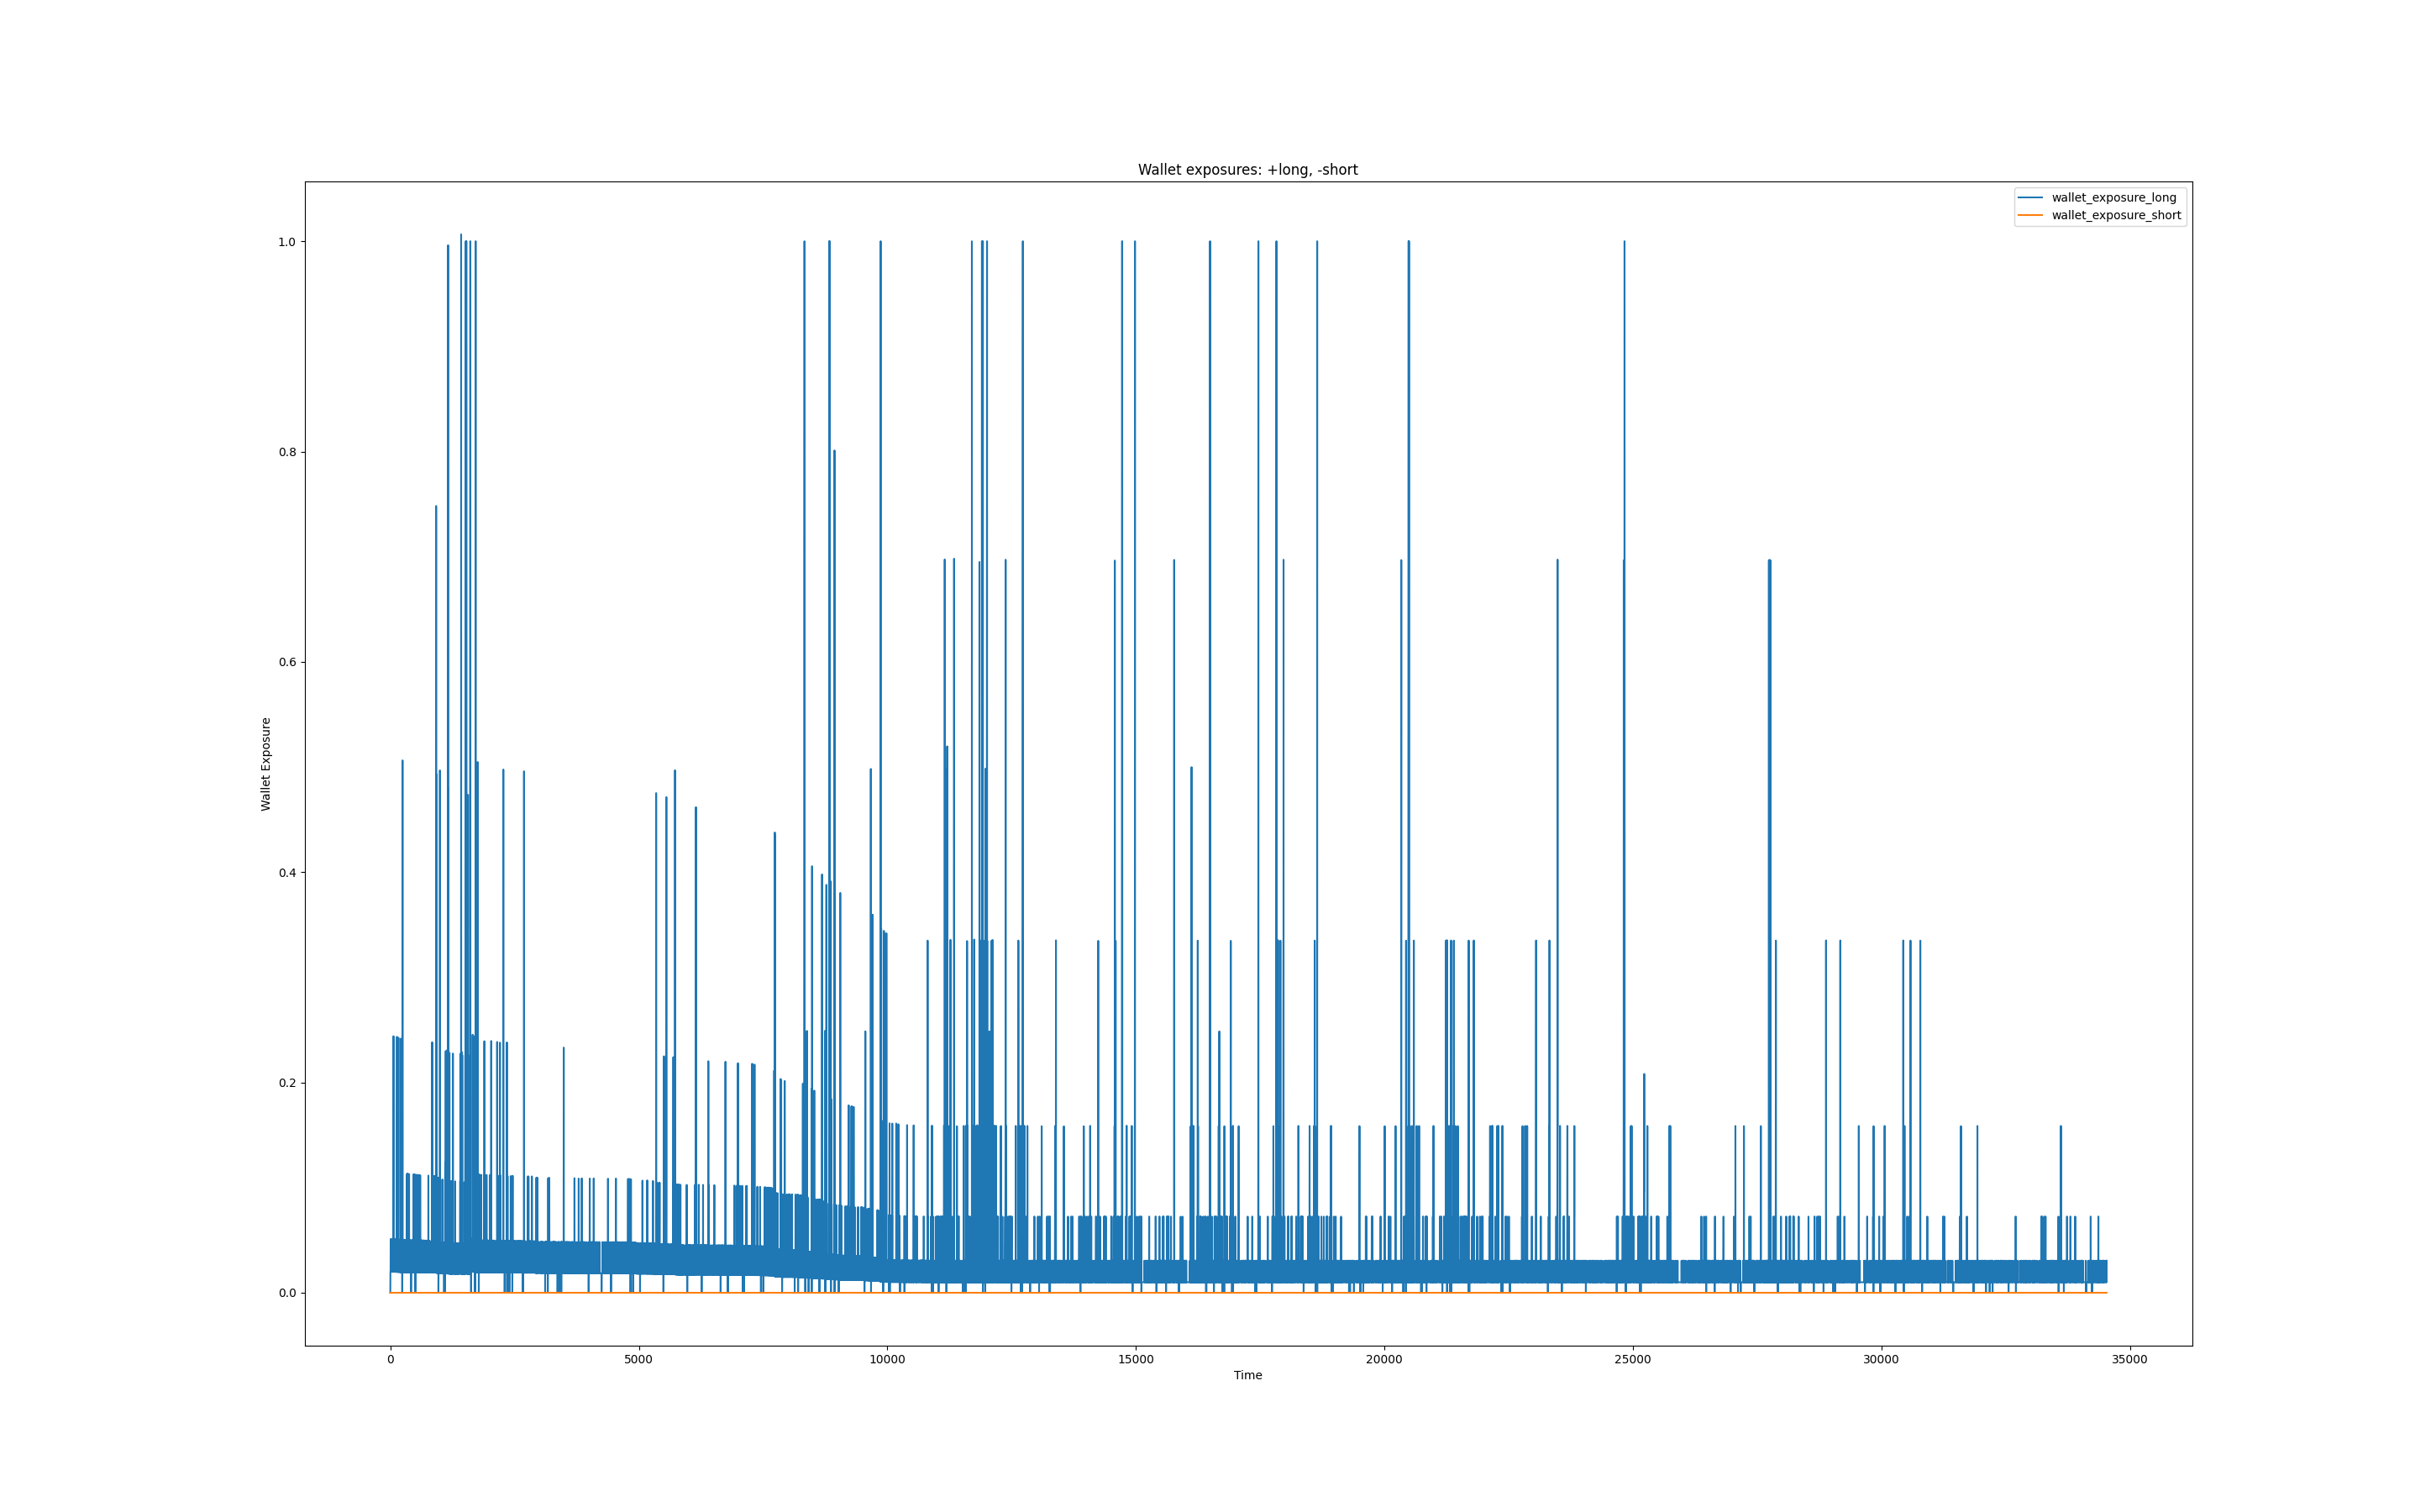 Wallet exposures: +long, -short
wallet_exposure_long
wallet_exposure_short
1.0
0.8
0.6
0.4
0.2
0.0
Wallet Exposure
0 5000 10000 15000 20000 25000 30000 35000
Time